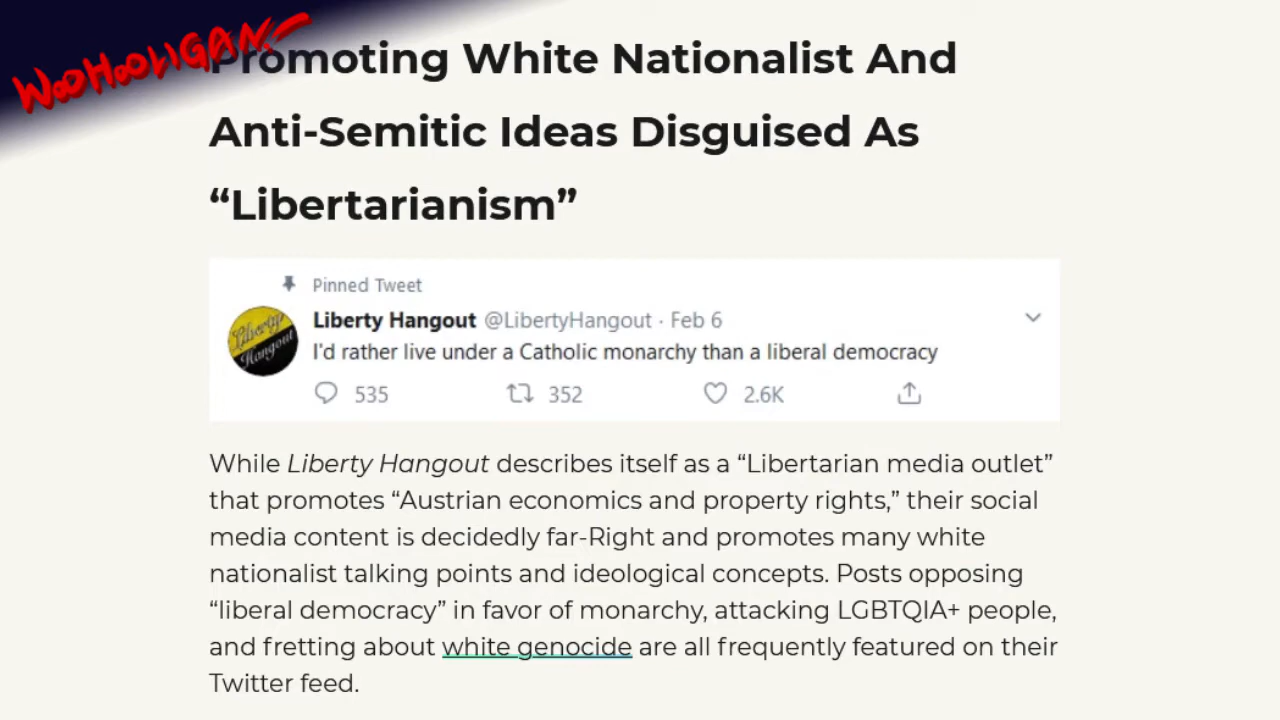 WOOHOOLIGAN
Promoting White Nationalist And
Anti-Semitic Ideas Disguised As
“Libertarianism”
Pinned Tweet
Liberty Hangout @LibertyHangout · Feb 6
Liberty
Hangout
I'd rather live under a Catholic monarchy than a liberal democracy
535 352 2.6K
While Liberty Hangout describes itself as a “Libertarian media outlet”
that promotes “Austrian economics and property rights,” their social
media content is decidedly far-Right and promotes many white
nationalist talking points and ideological concepts. Posts opposing
“liberal democracy” in favor of monarchy, attacking LGBTQIA+ people,
and fretting about white genocide are all frequently featured on their
Twitter feed.